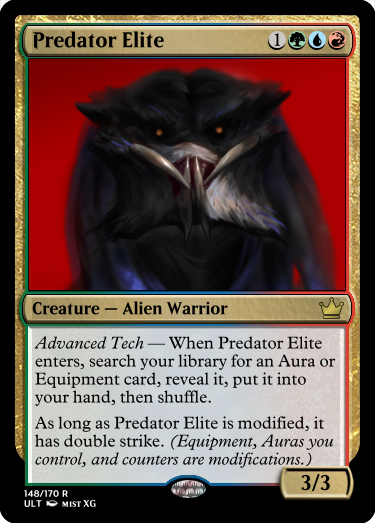 Predator Elite 1
Creature — Alien Warrior
Advanced Tech — When Predator Elite
enters, search your library for an Aura or
Equipment card, reveal it, put it into
your hand, then shuffle.
As long as Predator Elite is modified, it
has double strike. (Equipment, Auras you
control, and counters are modifications.)
3/3
148/170 R
ULT MIST XG